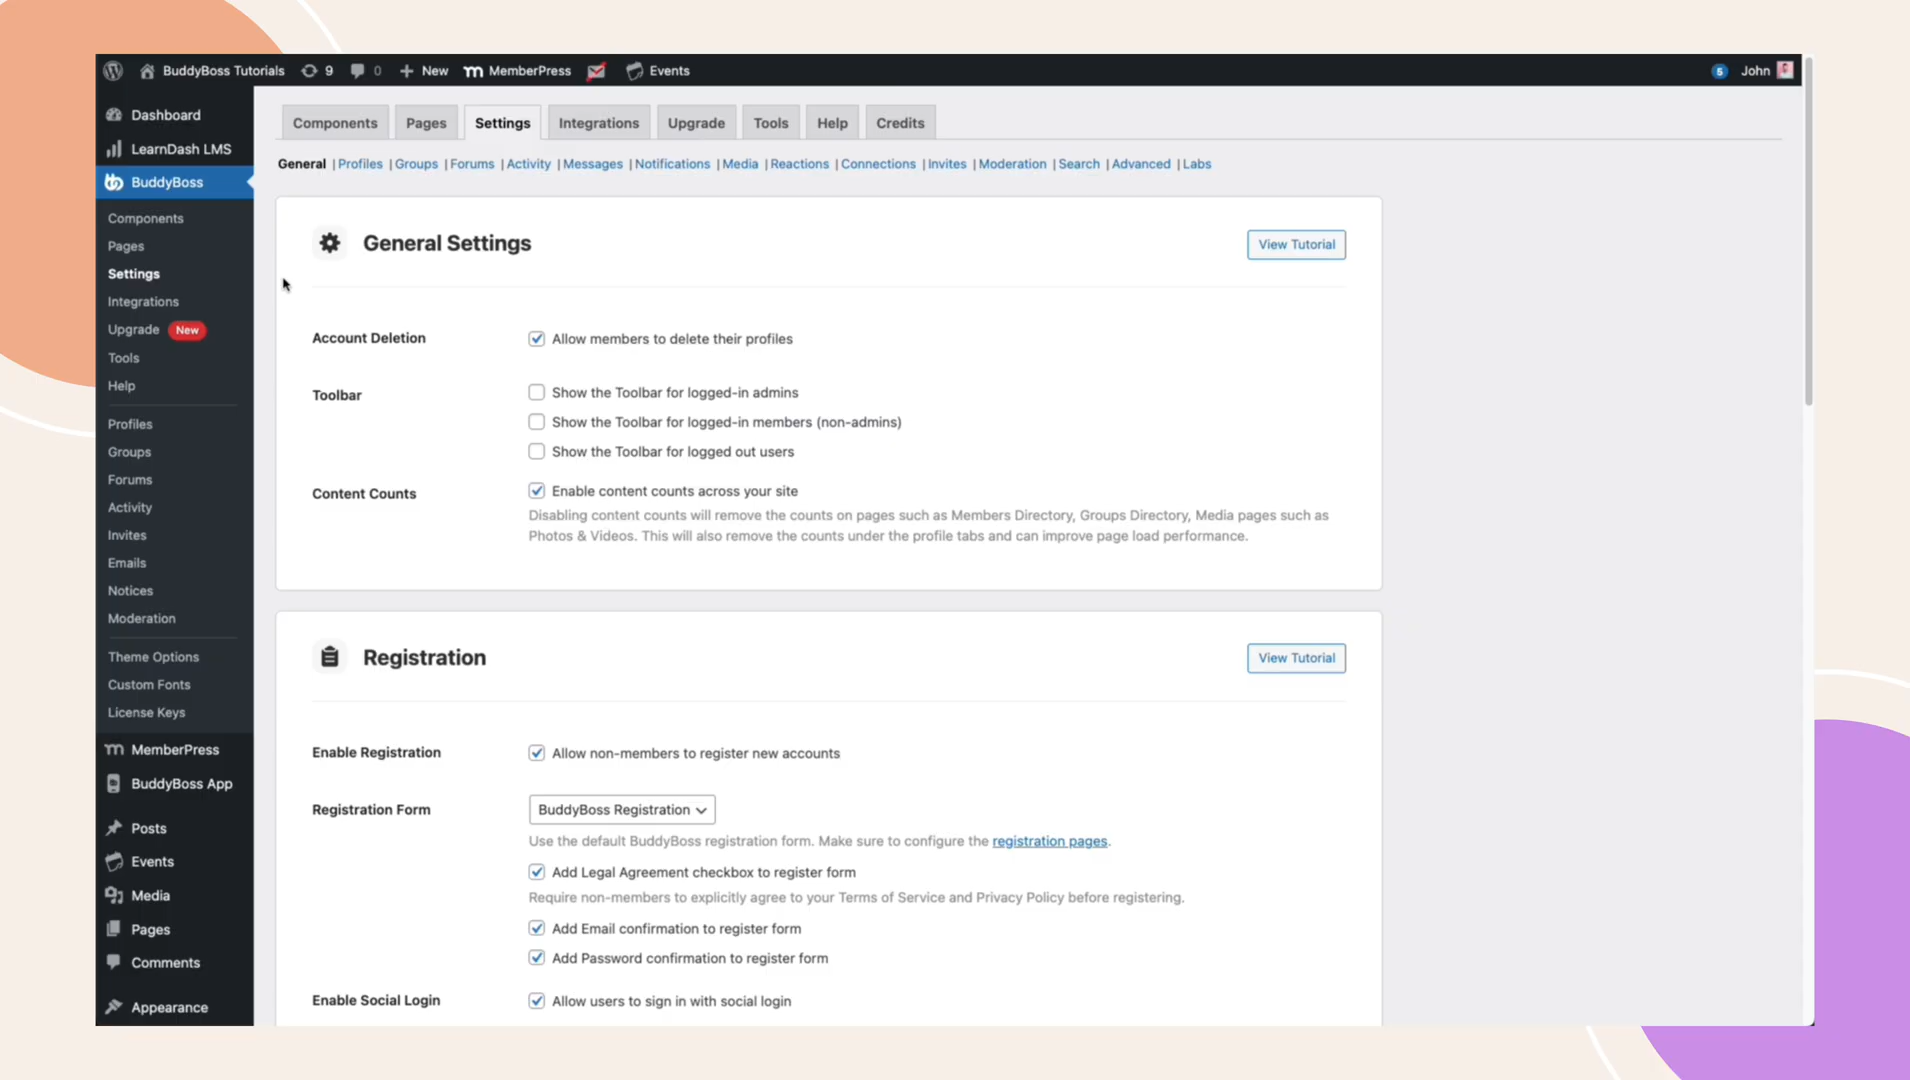 BuddyBoss Tutorials 9 0 New MemberPress Events 5 John
Dashboard
LearnDash LMS
BuddyBoss
Components
Pages
Settings
Integrations
Upgrade New
Tools
Help
Profiles
Groups
Forums
Activity
Invites
Emails
Notices
Moderation
Theme Options
Custom Fonts
License Keys
MemberPress
BuddyBoss App
Posts
Events
Media
Pages
Comments
Appearance
Components Pages Settings Integrations Upgrade Tools Help Credits
General | Profiles | Groups | Forums | Activity | Messages | Notifications | Media | Reactions | Connections | Invites | Moderation | Search | Advanced | Labs
General Settings View Tutorial
Account Deletion Allow members to delete their profiles
Toolbar Show the Toolbar for logged-in admins
Show the Toolbar for logged-in members (non-admins)
Show the Toolbar for logged out users
Content Counts Enable content counts across your site
Disabling content counts will remove the counts on pages such as Members Directory, Groups Directory, Media pages such as
Photos & Videos. This will also remove the counts under the profile tabs and can improve page load performance.
Registration View Tutorial
Enable Registration Allow non-members to register new accounts
Registration Form BuddyBoss Registration
Use the default BuddyBoss registration form. Make sure to configure the registration pages.
Add Legal Agreement checkbox to register form
Require non-members to explicitly agree to your Terms of Service and Privacy Policy before registering.
Add Email confirmation to register form
Add Password confirmation to register form
Enable Social Login Allow users to sign in with social login